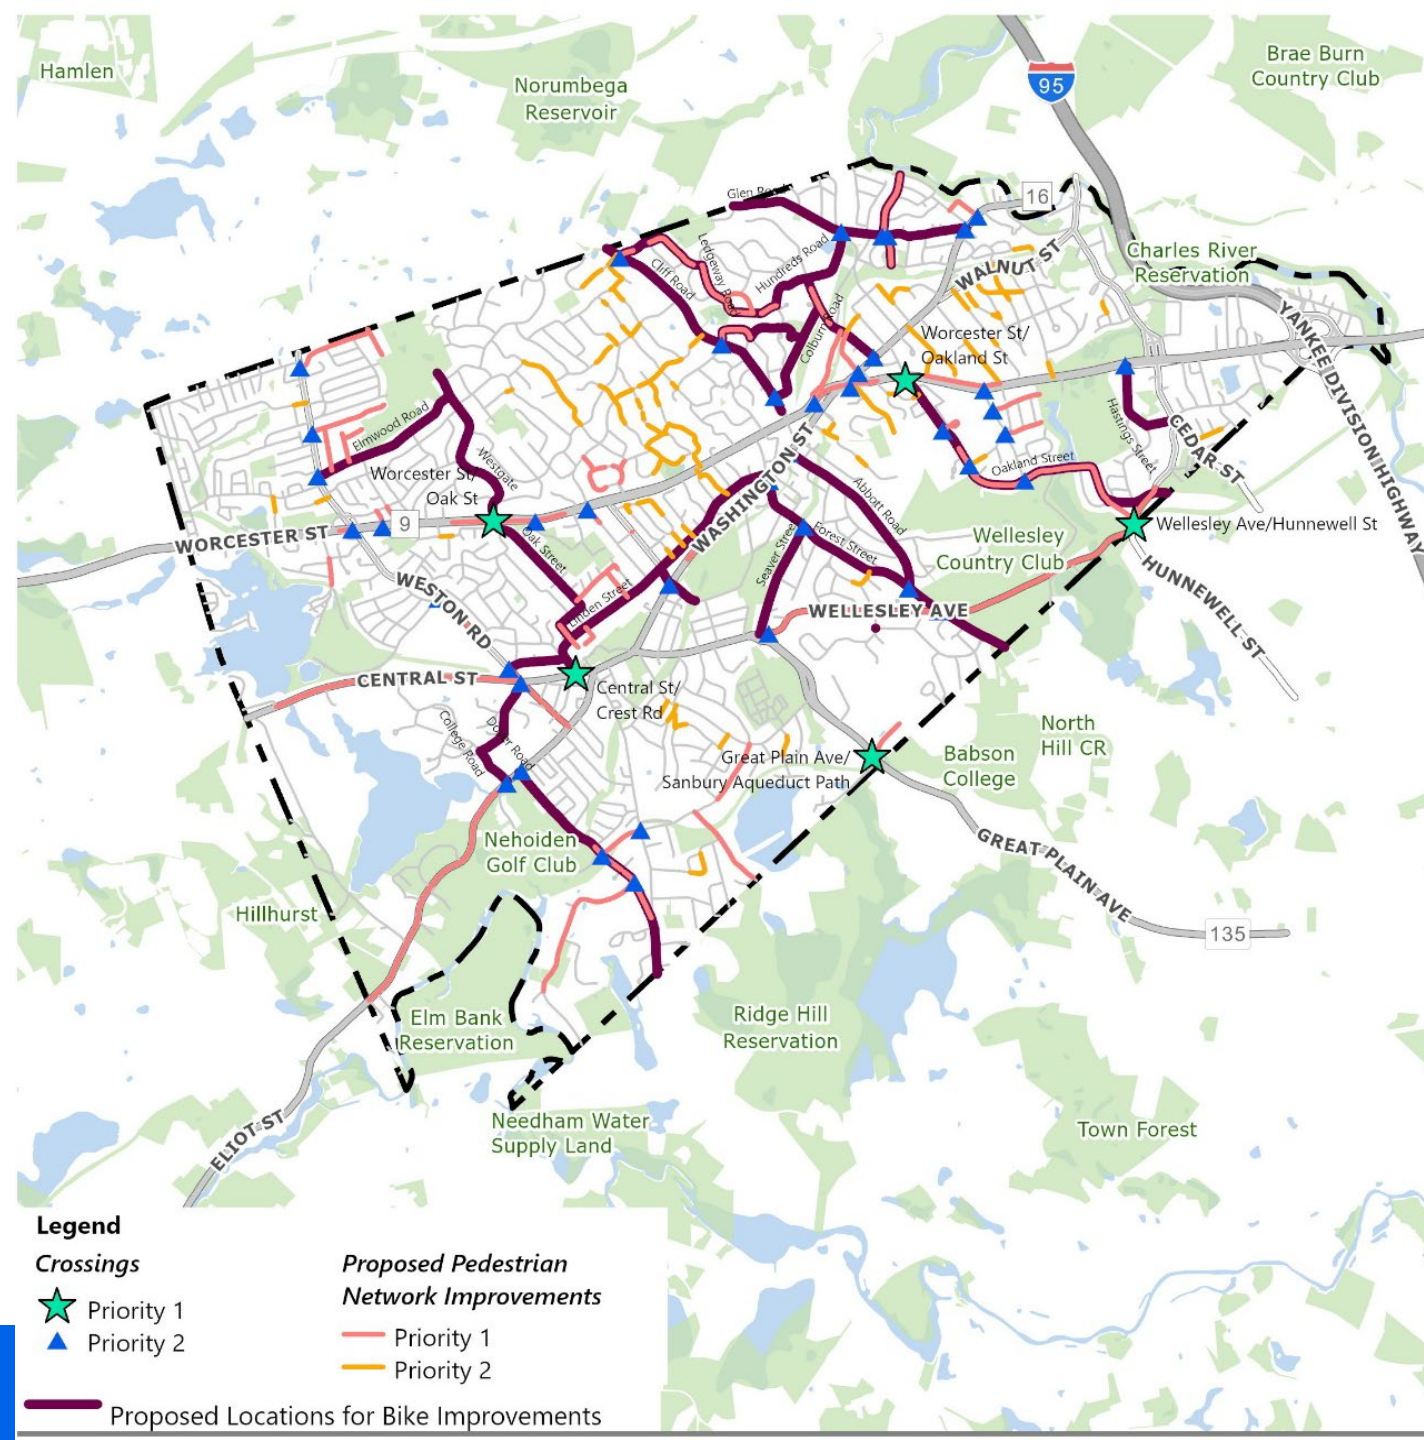 Hamlen
Norumbega
Reservoir
95
Brae Burn
Country Club
Glen Road
16
Charles River
Reservation
WALNUT ST
Ledgeway Road
Hundreds Road
Cliff Road
Colburn Road
Worcester St/
Oakland St
YANKEE DIVISION HIGHWAY
Elmwood Road
Westgate
Worcester St/
Oak St
Hastings Street
CEDAR ST
Oakland Street
WASHINGTON ST
Abbott Road
9
WORCESTER ST
Oak Street
Seaver Street
Forest Street
Wellesley
Country Club
Wellesley Ave/Hunnewell St
HUNNEWELL ST
WESTON RD
Linden Street
WELLESLEY AVE
CENTRAL ST
Central St/
Crest Rd
College Road
Dover Road
Great Plain Ave/
Sanbury Aqueduct Path
North
Hill CR
Babson
College
Nehoiden
Golf Club
GREAT PLAIN AVE
135
Hillhurst
Elm Bank
Reservation
Ridge Hill
Reservation
ELIOT ST
Needham Water
Supply Land
Town Forest
Legend
Crossings
Priority 1
Priority 2
Proposed Pedestrian
Network Improvements
Priority 1
Priority 2
Proposed Locations for Bike Improvements